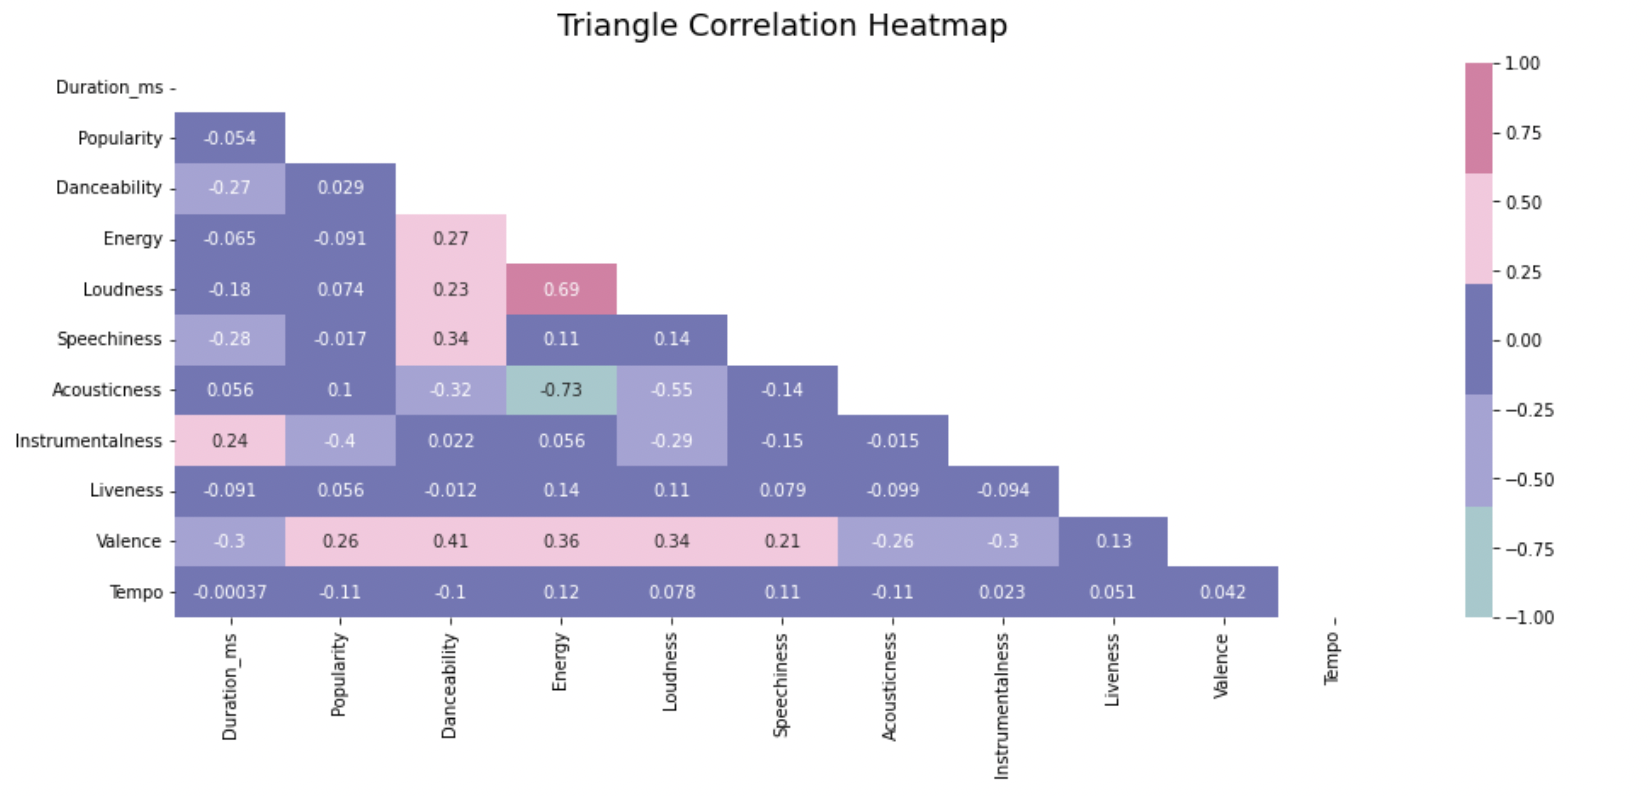 Triangle Correlation Heatmap
1.00
Duration_ms
Popularity -0.054 0.75
Danceability -0.27 0.029 0.50
Energy -0.065 -0.091 0.27
0.25
Loudness -0.18 0.074 0.23 0.69
Speechiness -0.28 -0.017 0.34 0.11 0.14 0.00
Acousticness 0.056 0.1 -0.32 -0.73 -0.55 -0.14
−0.25
Instrumentalness 0.24 -0.4 0.022 0.056 -0.29 -0.15 -0.015
Liveness -0.091 0.056 -0.012 0.14 0.11 0.079 -0.099 -0.094 −0.50
Valence -0.3 0.26 0.41 0.36 0.34 0.21 -0.26 -0.3 0.13 −0.75
Tempo -0.00037 -0.11 -0.1 0.12 0.078 0.11 -0.11 0.023 0.051 0.042
−1.00
Duration_ms
Popularity
Danceability
Energy
Loudness
Speechiness
Acousticness
Instrumentalness
Liveness
Valence
Tempo